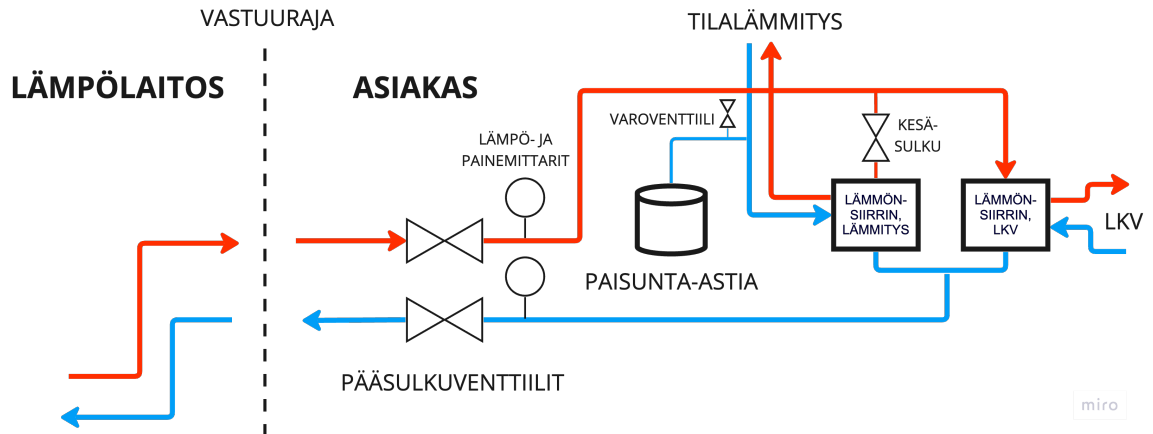 VASTUURAJA
TILALÄMMITYS
LÄMPÖLAITOS
ASIAKAS
VAROVENTTIILI
KESÄ-
SULKU
LÄMPÖ- JA
PAINEMITTARIT
LÄMMÖN-
SIIRRIN,
LÄMMITYS
LÄMMÖN-
SIIRRIN,
LKV
LKV
PAISUNTA-ASTIA
PÄÄSULKUVENTTIILIT
miro